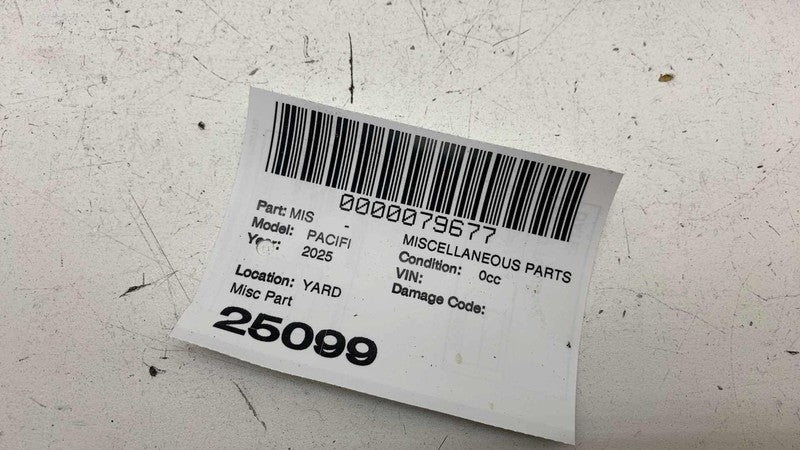 0000079677
Part: MIS - MISCELLANEOUS PARTS
Model: PACIFI Condition: 0cc
Year: 2025 VIN:
Damage Code:
Location: YARD
Misc Part
25099